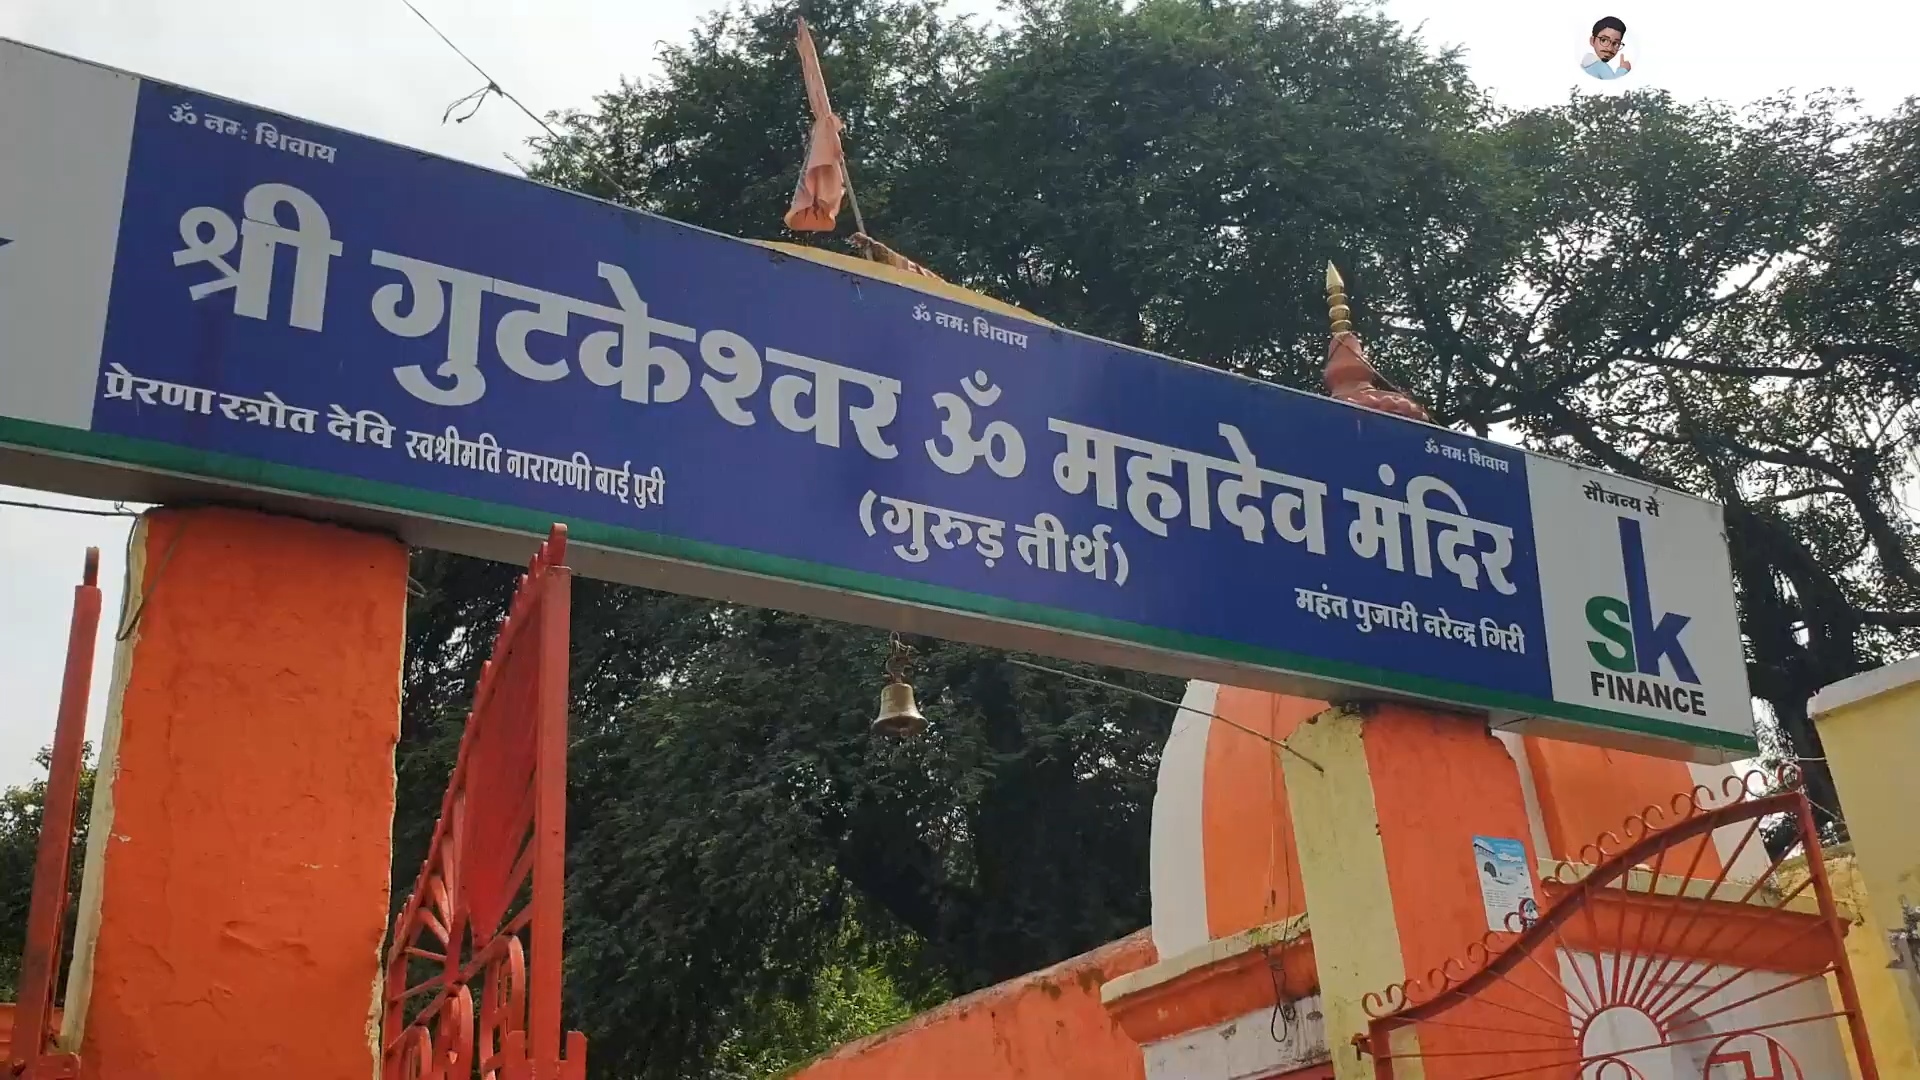 ॐ नमः शिवाय
श्री गुटकेश्वर ॐ महादेव मंदिर
ॐ नमः शिवाय
ॐ नमः शिवाय
प्रेरणा स्त्रोत देवि स्वश्रीमति नारायणी बाई पुरी
(गुरुड़ तीर्थ)
महंत पुजारी नरेन्द्र गिरी
सौजन्य से
sk
FINANCE